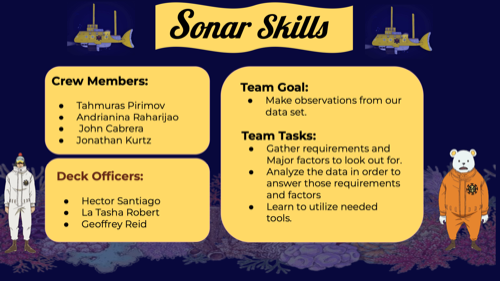 Sonar Skills
Crew Members:
● Tahmuras Pirimov
● Andrianina Raharijao
● John Cabrera
● Jonathan Kurtz
Deck Officers:
● Hector Santiago
● La Tasha Robert
● Geoffrey Reid
Team Goal:
● Make observations from our
data set.
Team Tasks:
● Gather requirements and
Major factors to look out for.
● Analyze the data in order to
answer those requirements
and factors
● Learn to utilize needed
tools.